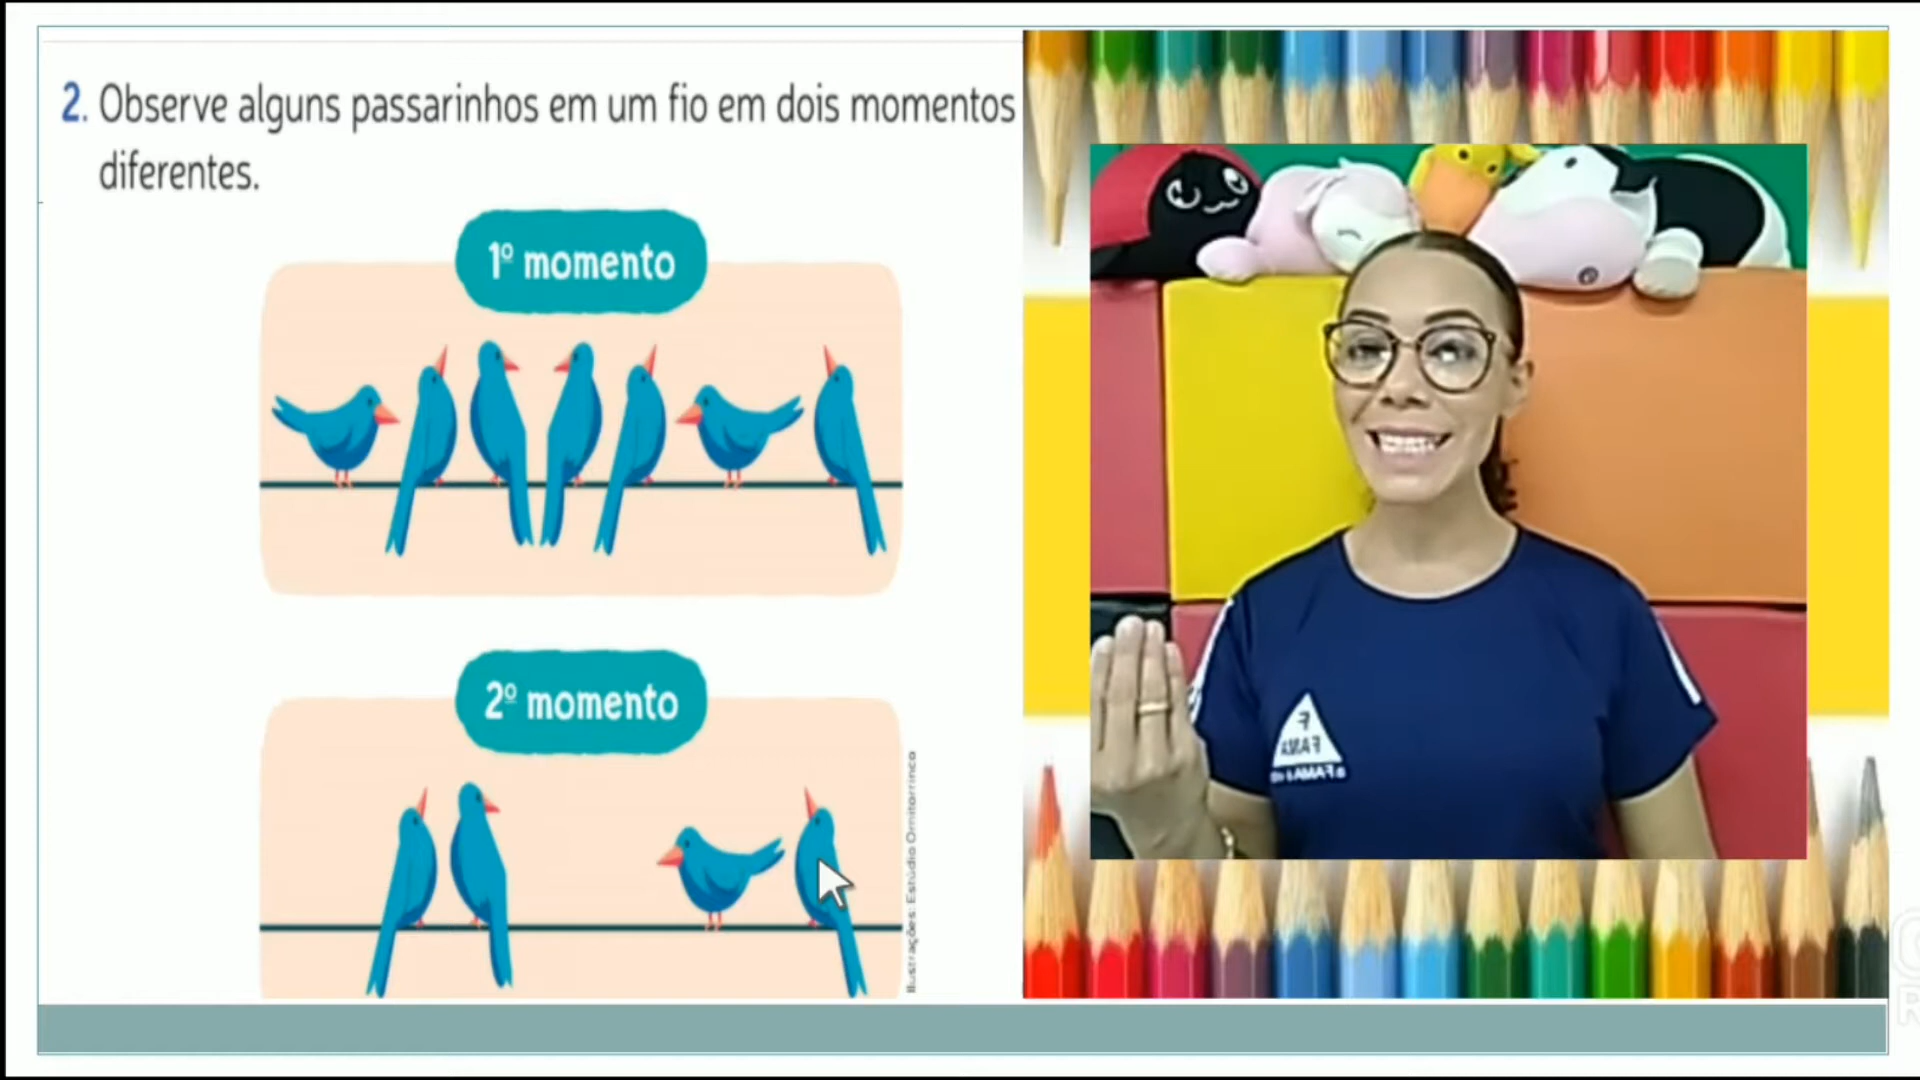 2. Observe alguns passarinhos em um fio em dois momentos
diferentes.
1º momento
2º momento
Ilustrações: Estúdio Ornitorrinco
F
FAMA